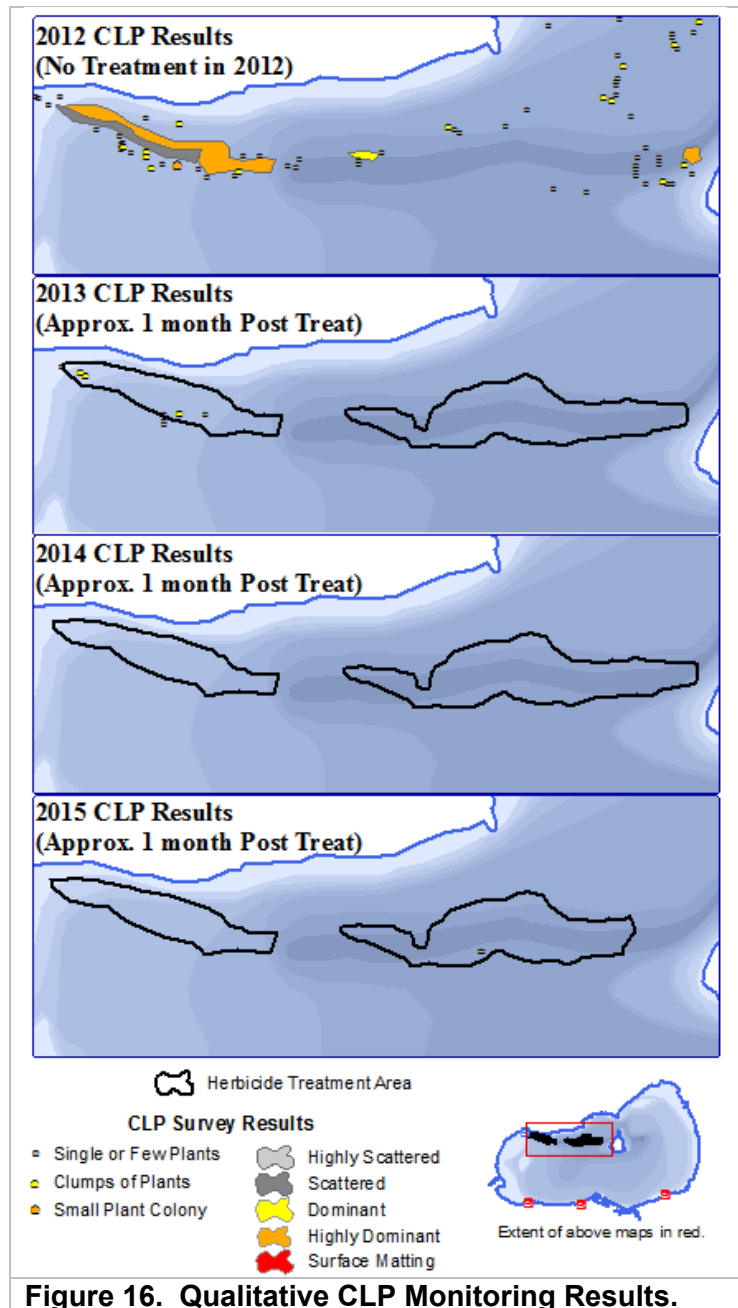 2012 CLP Results
(No Treatment in 2012)
2013 CLP Results
(Approx. 1 month Post Treat)
2014 CLP Results
(Approx. 1 month Post Treat)
2015 CLP Results
(Approx. 1 month Post Treat)
Herbicide Treatment Area
CLP Survey Results
Single or Few Plants
Clumps of Plants
Small Plant Colony
Highly Scattered
Scattered
Dominant
Highly Dominant
Surface Matting
Extent of above maps in red.
Figure 16. Qualitative CLP Monitoring Results.